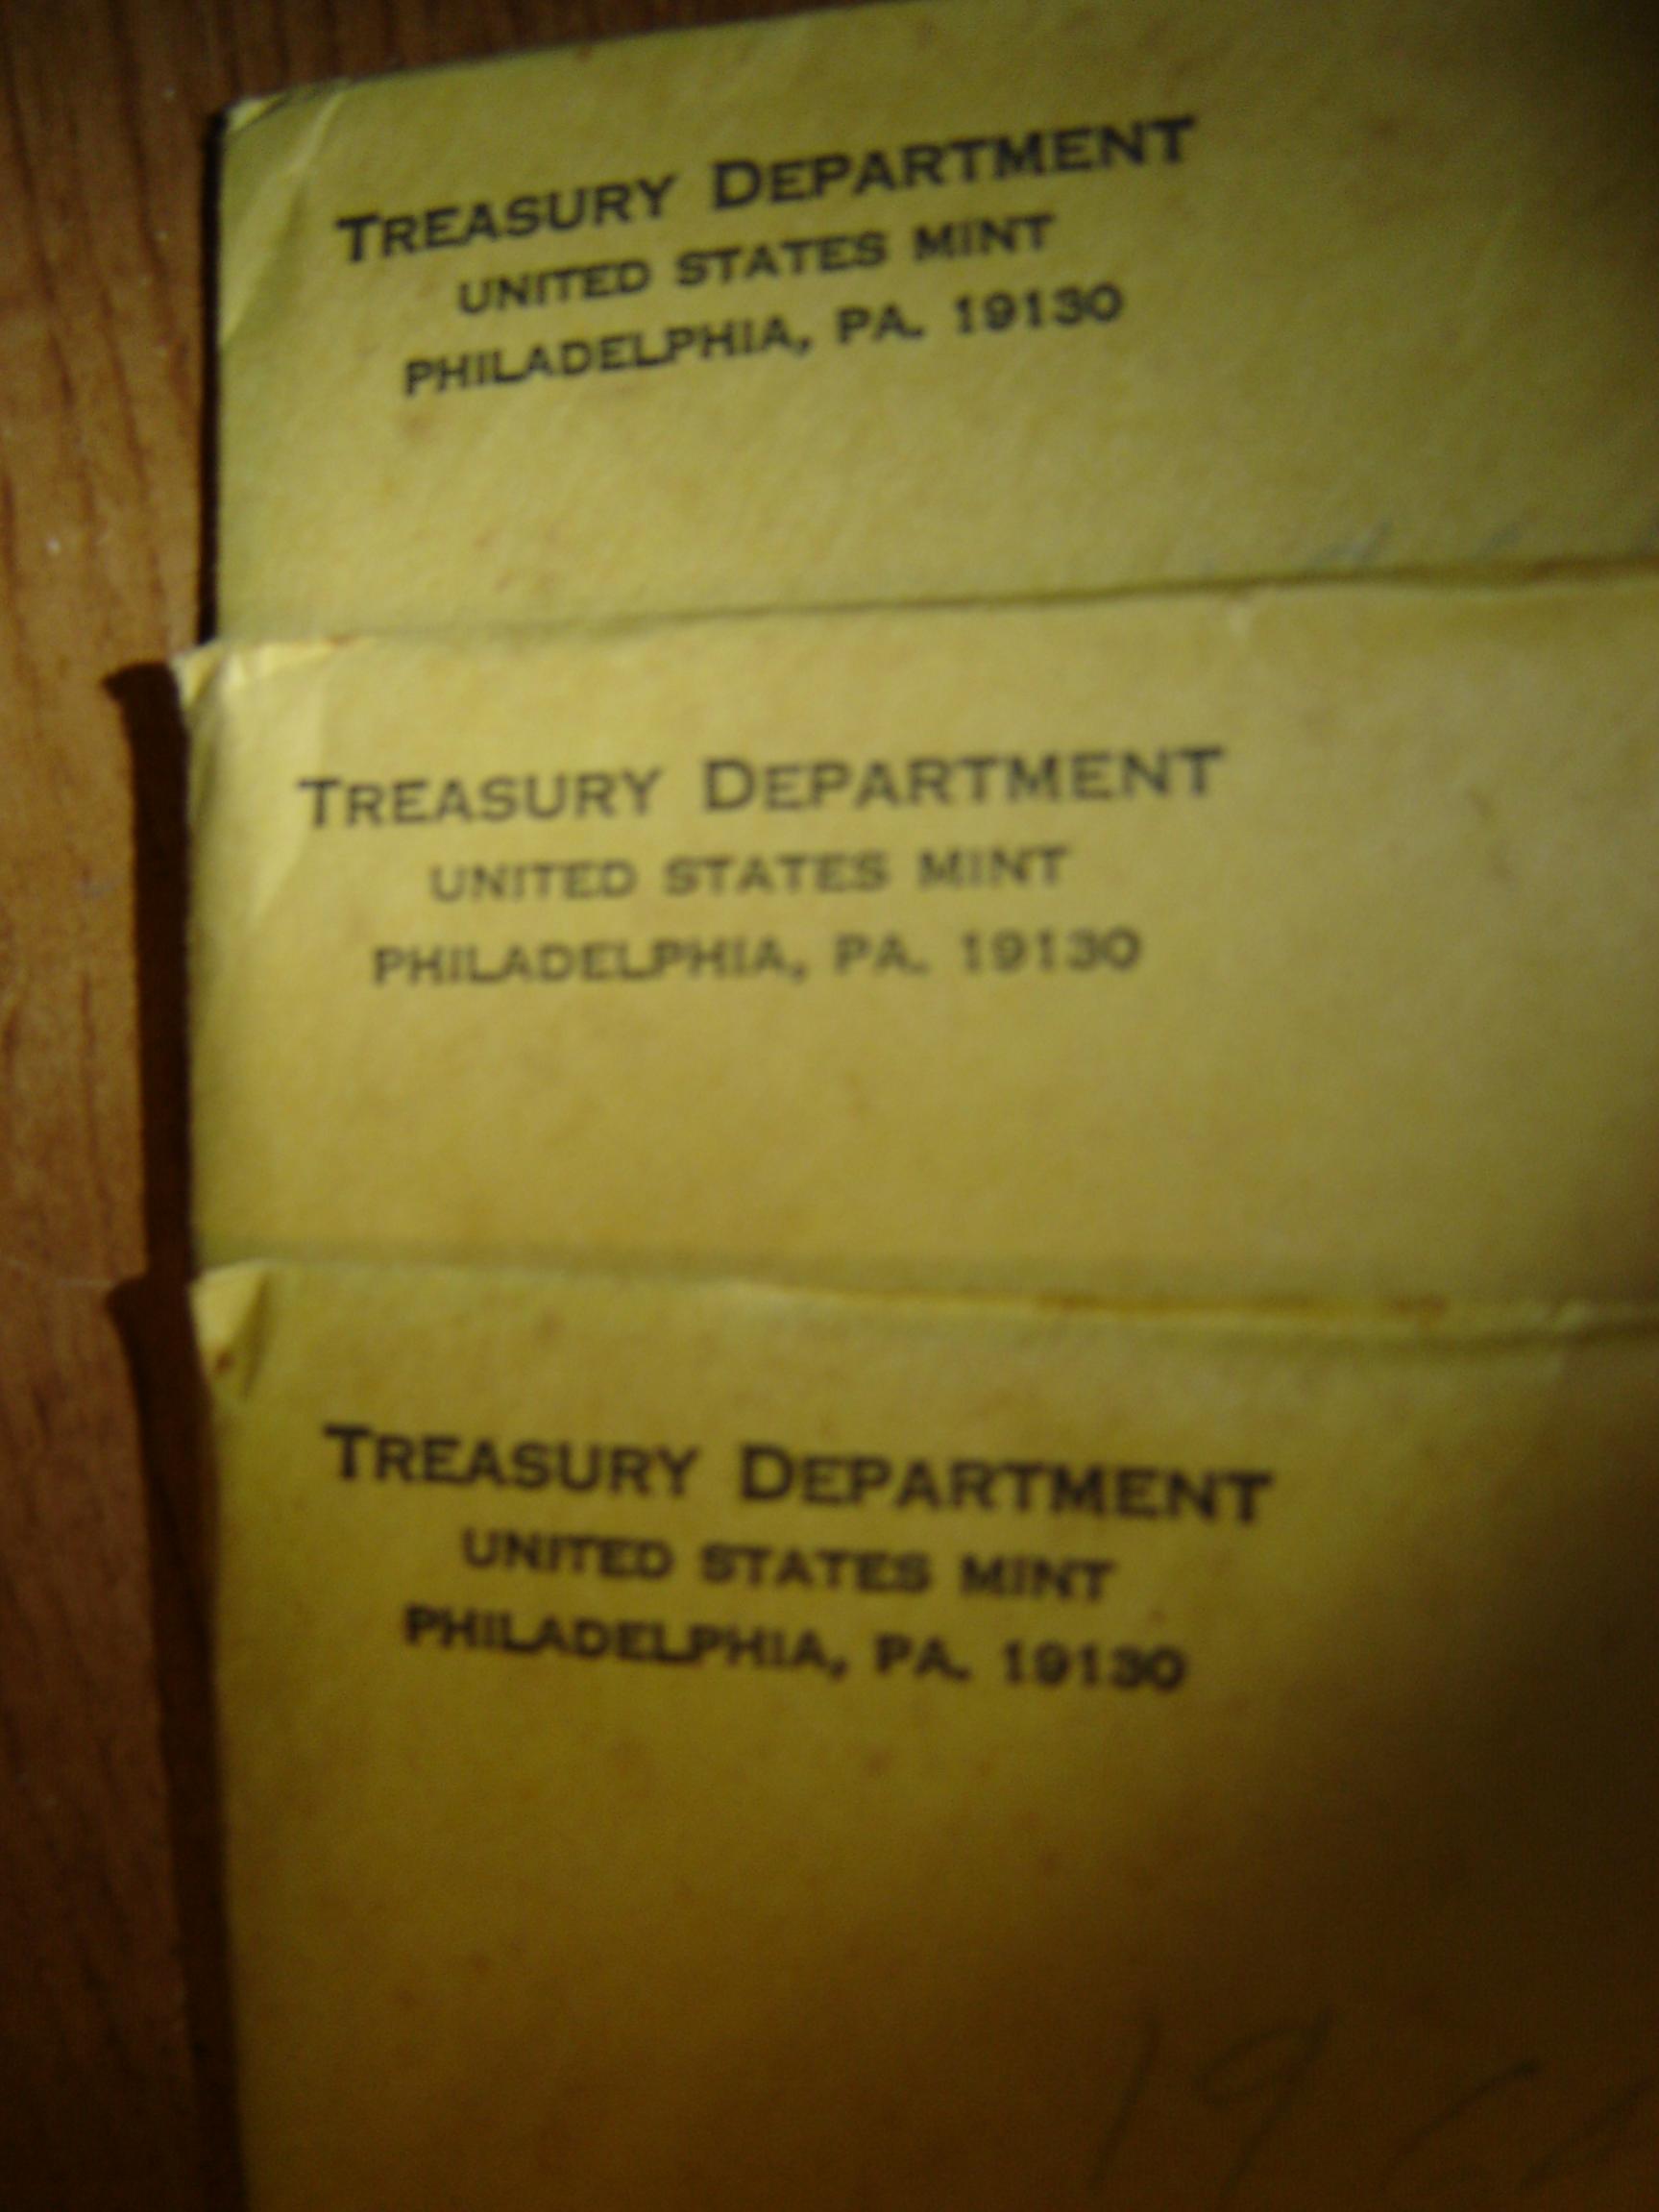 TREASURY DEPARTMENT
UNITED STATES MINT
PHILADELPHIA, PA. 19130
TREASURY DEPARTMENT
UNITED STATES MINT
PHILADELPHIA, PA. 19130
TREASURY DEPARTMENT
UNITED STATES MINT
PHILADELPHIA, PA. 19130